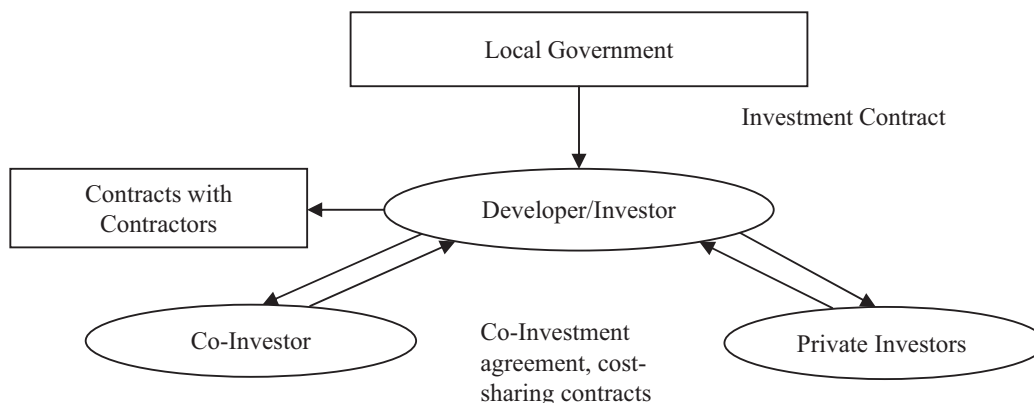 Local Government
Investment Contract
Contracts with
Contractors
Developer/Investor
Co-Investor
Co-Investment
agreement, cost-
sharing contracts
Private Investors